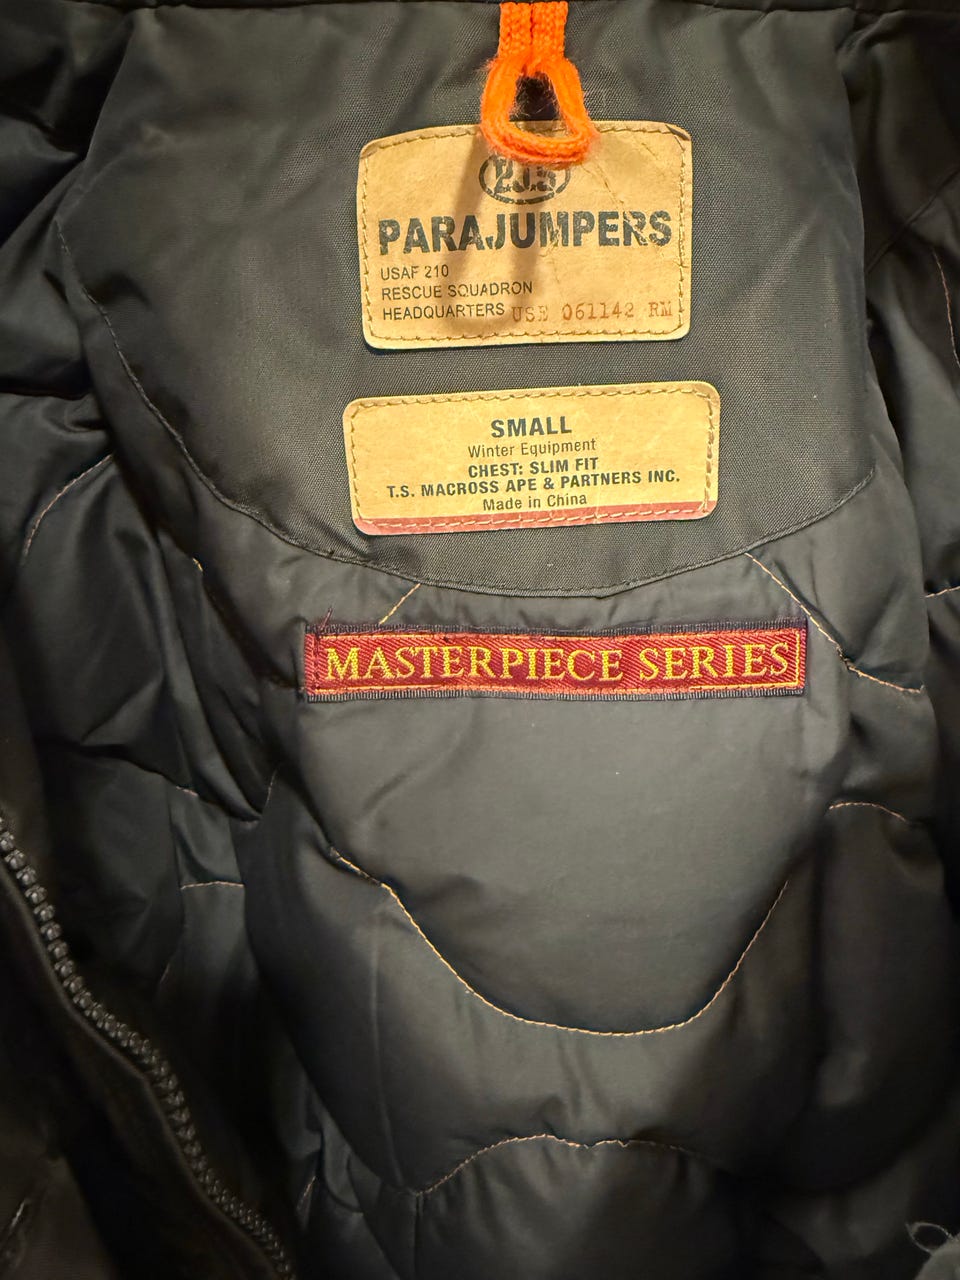 P.J.S
PARAJUMPERS
USAF 210
RESCUE SQUADRON
HEADQUARTERS USE 061142 RM
SMALL
Winter Equipment
CHEST: SLIM FIT
T.S. MACROSS APE & PARTNERS INC.
Made in China
MASTERPIECE SERIES